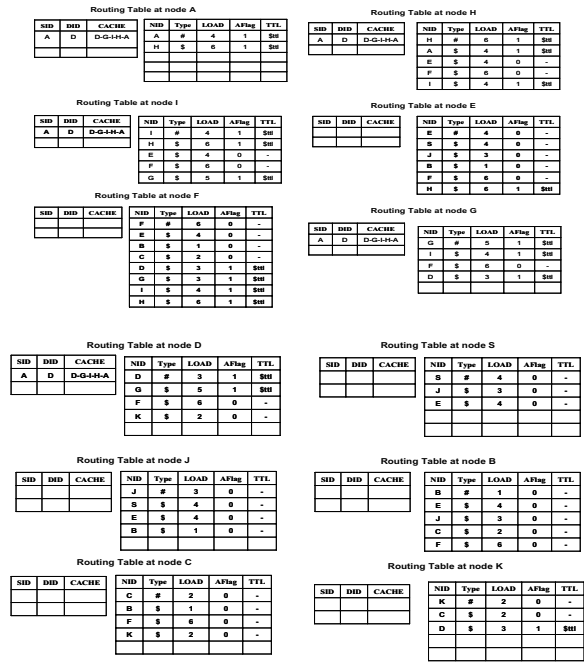 Routing Table at node A
SID DID CACHE
A D D-G-I-H-A
NID Type LOAD AFlag TTL
A # 4 1 $ttl
H $ 6 1 $ttl
Routing Table at node H
SID DID CACHE
A D D-G-I-H-A
NID Type LOAD AFlag TTL
H # 6 1 $ttl
A $ 4 1 $ttl
E $ 4 0 -
F $ 6 0 -
I $ 4 1 $ttl
Routing Table at node I
SID DID CACHE
A D D-G-I-H-A
NID Type LOAD AFlag TTL
I # 4 1 $ttl
H $ 6 1 $ttl
E $ 4 0 -
F $ 6 0 -
G $ 5 1 $ttl
Routing Table at node E
SID DID CACHE
NID Type LOAD AFlag TTL
E # 4 0 -
S $ 4 0 -
J $ 3 0 -
B $ 1 0 -
F $ 6 0 -
H $ 6 1 $ttl
Routing Table at node F
SID DID CACHE
NID Type LOAD AFlag TTL
F # 6 0 -
E $ 4 0 -
B $ 1 0 -
C $ 2 0 -
D $ 3 1 $ttl
G $ 3 1 $ttl
I $ 4 1 $ttl
H $ 6 1 $ttl
Routing Table at node G
SID DID CACHE
A D D-G-I-H-A
NID Type LOAD AFlag TTL
G # 5 1 $ttl
I $ 4 1 $ttl
F $ 6 0 -
D $ 3 1 $ttl
Routing Table at node D
SID DID CACHE
A D D-G-I-H-A
NID Type LOAD AFlag TTL
D # 3 1 $ttl
G $ 5 1 $ttl
F $ 6 0 -
K $ 2 0 -
Routing Table at node S
SID DID CACHE
NID Type LOAD AFlag TTL
S # 4 0 -
J $ 3 0 -
E $ 4 0 -
Routing Table at node J
SID DID CACHE
NID Type LOAD AFlag TTL
J # 3 0 -
S $ 4 0 -
E $ 4 0 -
B $ 1 0 -
Routing Table at node B
SID DID CACHE
NID Type LOAD AFlag TTL
B # 1 0 -
E $ 4 0 -
J $ 3 0 -
C $ 2 0 -
F $ 6 0 -
Routing Table at node C
SID DID CACHE
NID Type LOAD AFlag TTL
C # 2 0 -
B $ 1 0 -
F $ 6 0 -
K $ 2 0 -
Routing Table at node K
SID DID CACHE
NID Type LOAD AFlag TTL
K # 2 0 -
C $ 2 0 -
D $ 3 1 $ttl